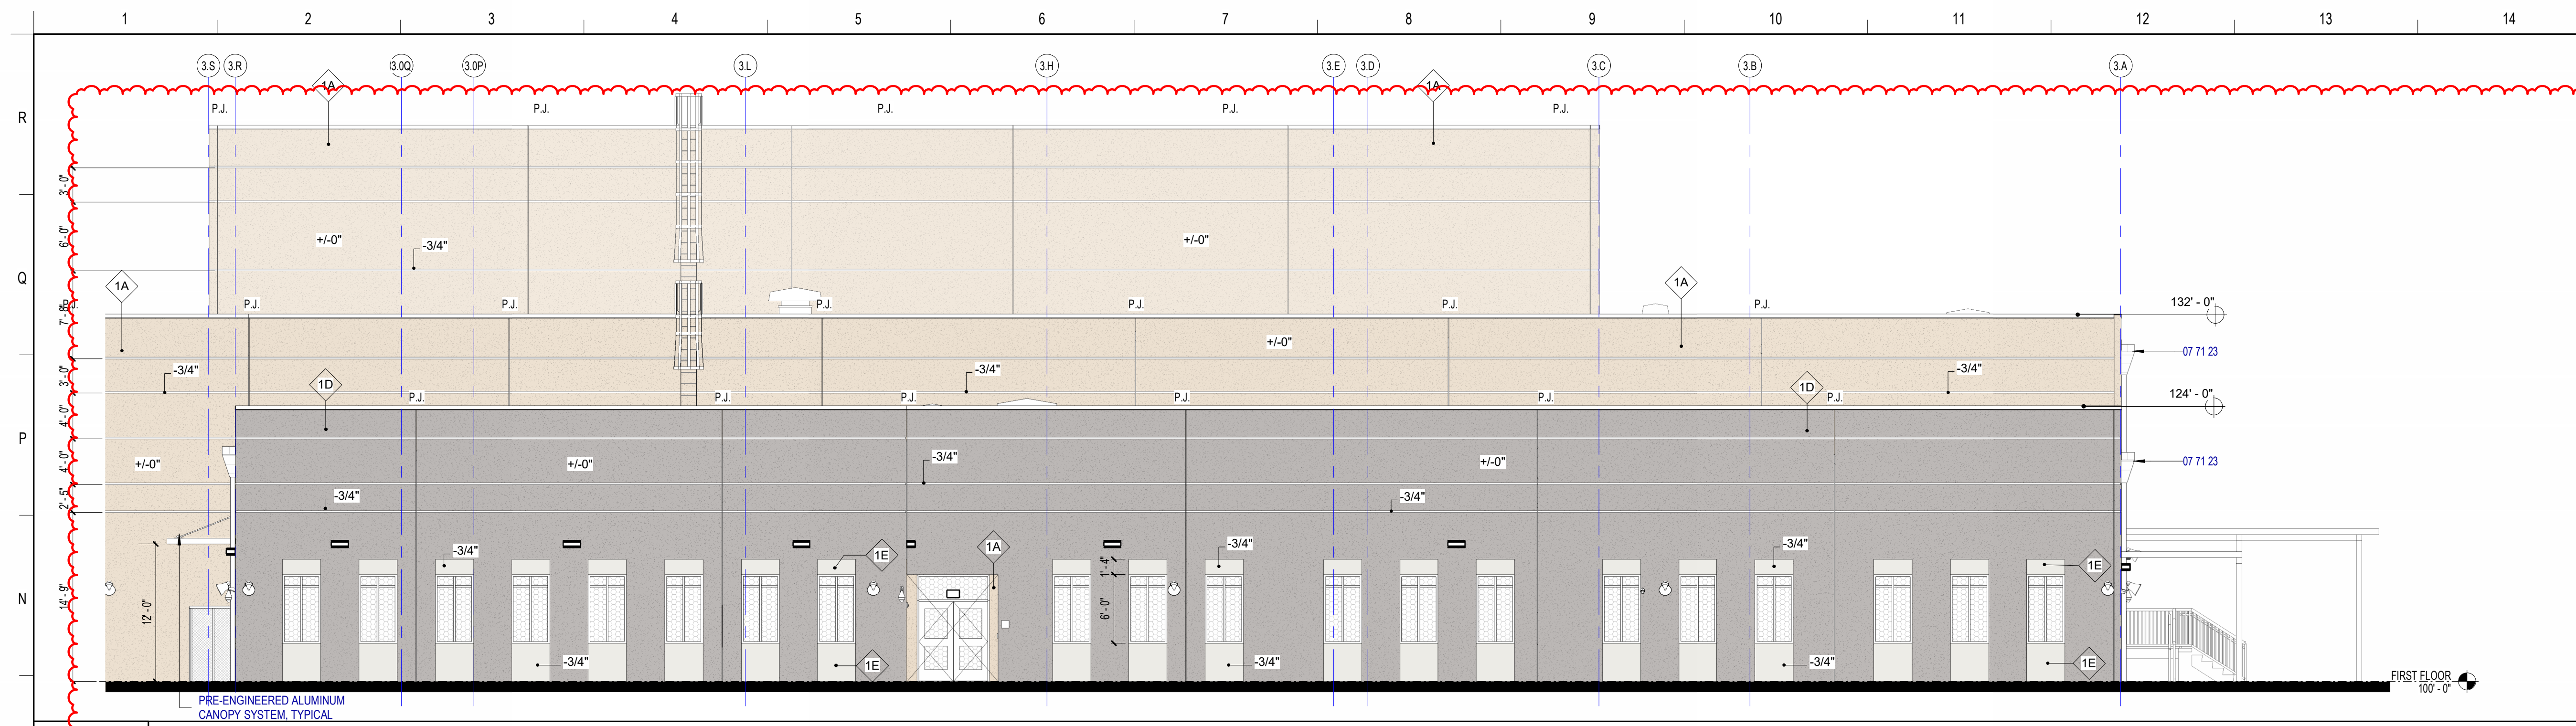 1 2 3 4 5 6 7 8 9 10 11 12 13 14
3.S 3.R 3.0Q 3.0P 3.L 3.H 3.E 3.D 3.C 3.B 3.A
1A 1A
R
P.J. P.J. P.J. P.J. P.J.
3' - 0"
6' - 0"
+/-0" +/-0"
-3/4"
Q
1A 1A
P.J. P.J. P.J. P.J. P.J. P.J. P.J. P.J.
132' - 0"
7' - 8"
+/-0"
07 71 23
3' - 0"
-3/4" -3/4" -3/4"
1D 1D
124' - 0"
P.J. P.J. P.J. P.J. P.J. P.J.
4' - 0"
P
4' - 0"
+/-0" +/-0" +/-0"
-3/4"
07 71 23
2' - 5"
-3/4" -3/4"
-3/4" 1E 1A -3/4" -3/4" 1E
1' - 4"
N
14' - 9"
12' - 0"
6' - 0"
-3/4" 1E -3/4" -3/4" 1E
FIRST FLOOR
100' - 0"
PRE-ENGINEERED ALUMINUM
CANOPY SYSTEM, TYPICAL